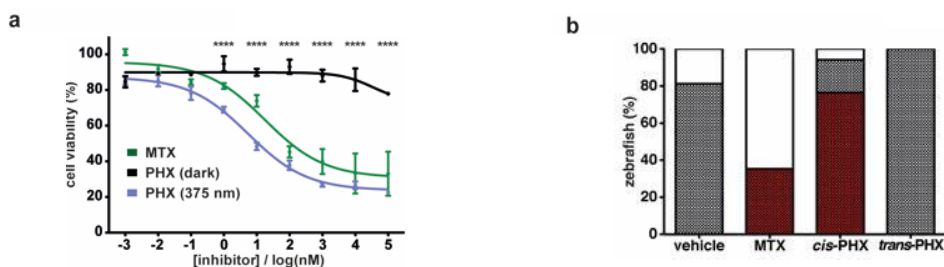 a
**** **** **** **** **** ****
100
80
60
40
20
0
cell viability (%)
MTX
PHX (dark)
PHX (375 nm)
-3 -2 -1 0 1 2 3 4 5
[inhibitor] / log(nM)
b
100
80
60
40
20
0
zebrafish (%)
vehicle MTX cis-PHX trans-PHX